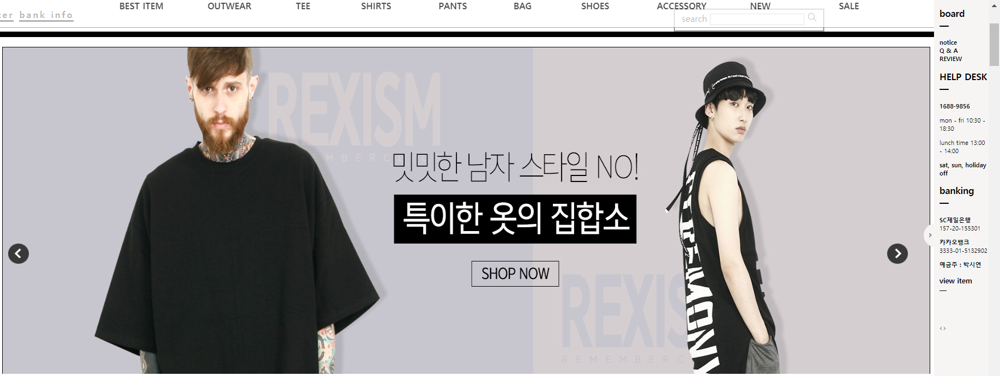 BEST ITEM OUTWEAR TEE SHIRTS PANTS BAG SHOES ACCESSORY NEW SALE
ter bank info
search
REXISM
EMBERC
밋밋한 남자 스타일 NO!
특이한 옷의 집합소
SHOP NOW
REXIS
REMEMBERC
board
notice
Q & A
REVIEW
HELP DESK
1688-9856
mon - fri 10:30 -
18:30
lunch time 13:00
- 14:00
sat, sun, holiday
off
banking
SC제일은행
157-20-155301
카카오뱅크
3333-01-5132902
예금주 : 박시연
view item